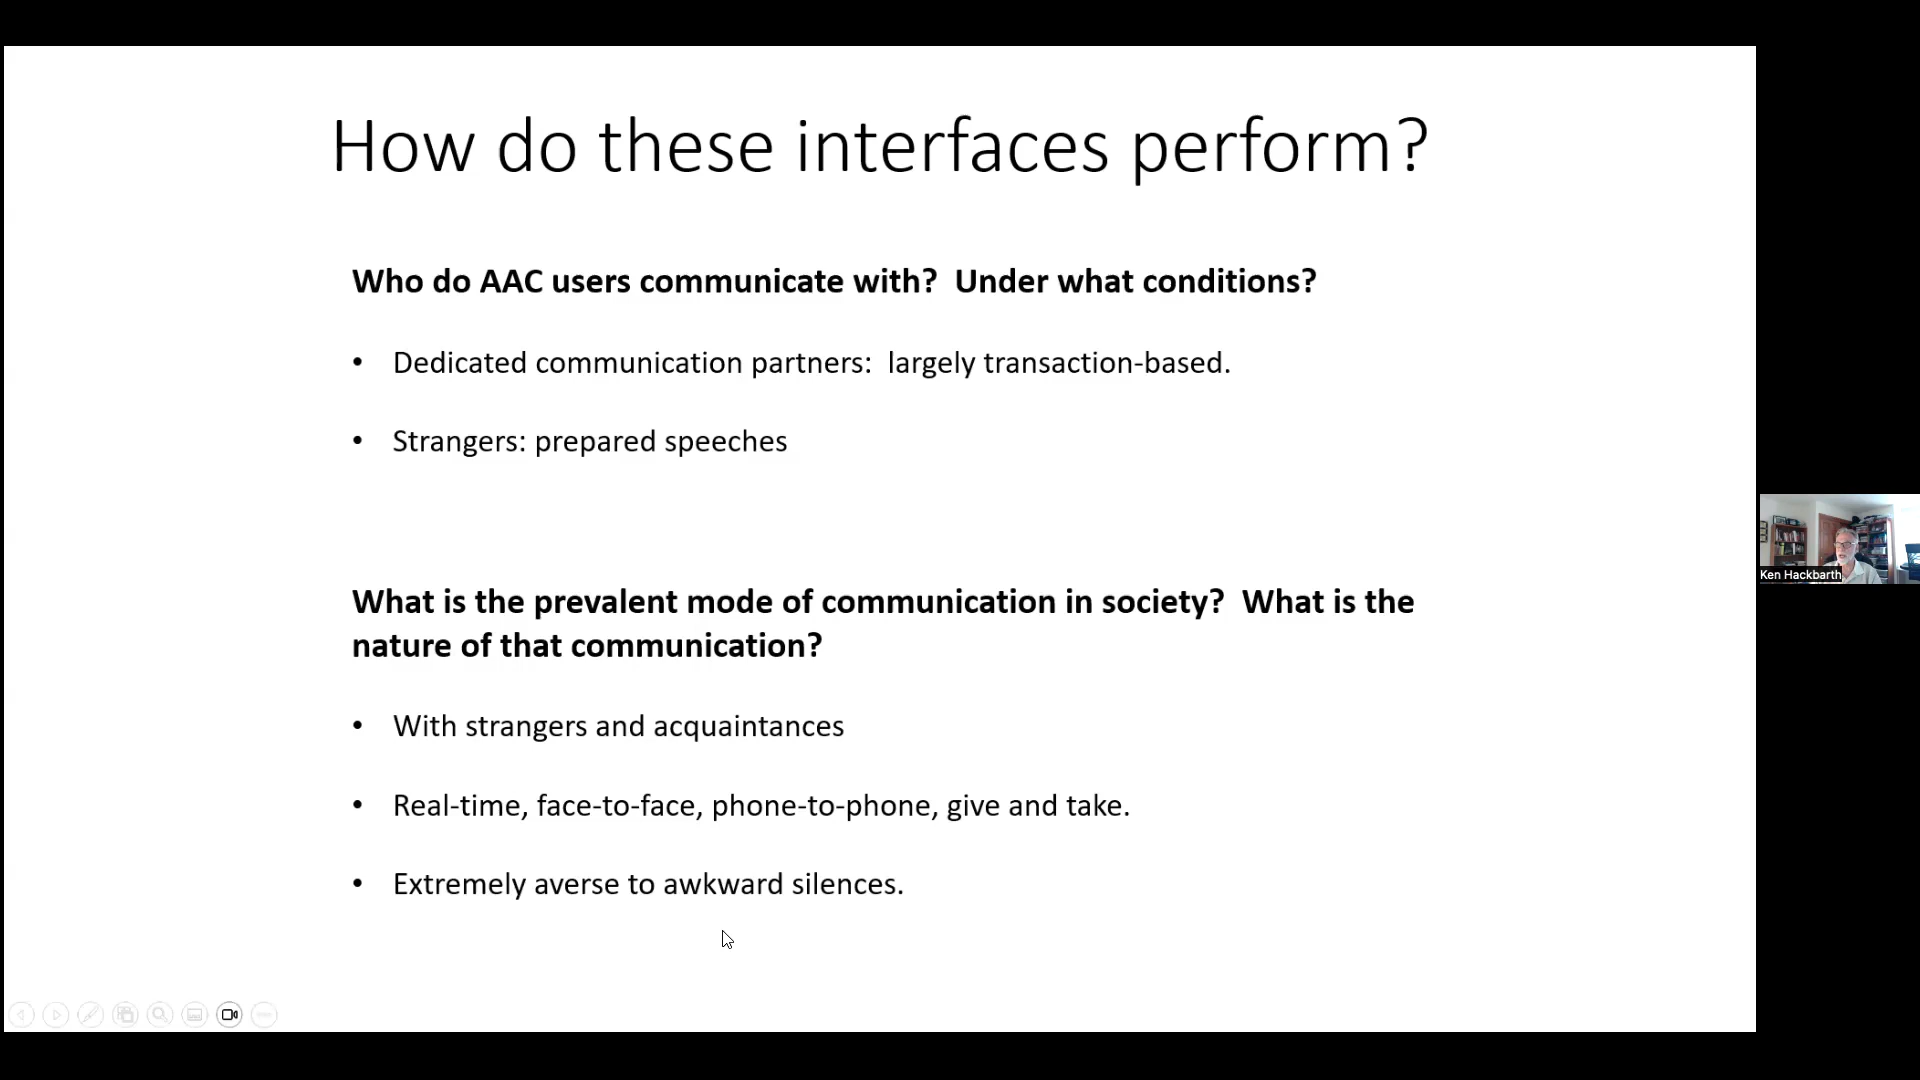 How do these interfaces perform?
Who do AAC users communicate with?  Under what conditions?
• Dedicated communication partners:  largely transaction-based.
• Strangers: prepared speeches
What is the prevalent mode of communication in society?  What is the
nature of that communication?
• With strangers and acquaintances
• Real-time, face-to-face, phone-to-phone, give and take.
• Extremely averse to awkward silences.
Ken Hackbarth